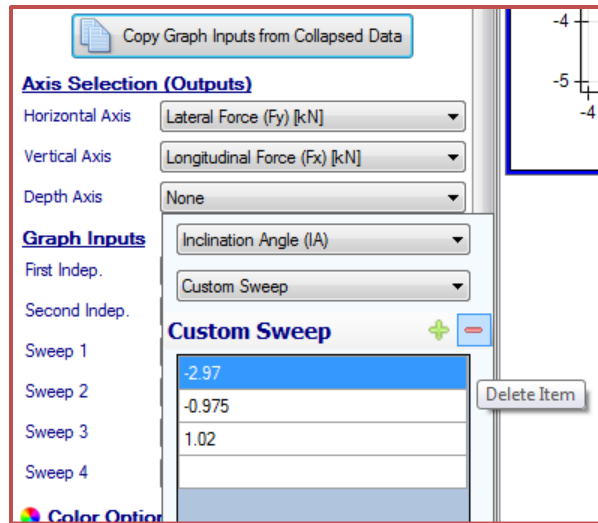 Copy Graph Inputs from Collapsed Data
-4
Axis Selection (Outputs)
-5
Horizontal Axis Lateral Force (Fy) [kN]
-4
Vertical Axis Longitudinal Force (Fx) [kN]
Depth Axis None
Graph Inputs Inclination Angle (IA)
First Indep.
Custom Sweep
Second Indep.
Custom Sweep
Sweep 1
-2.97
Delete Item
Sweep 2 -0.975
Sweep 3 1.02
Sweep 4